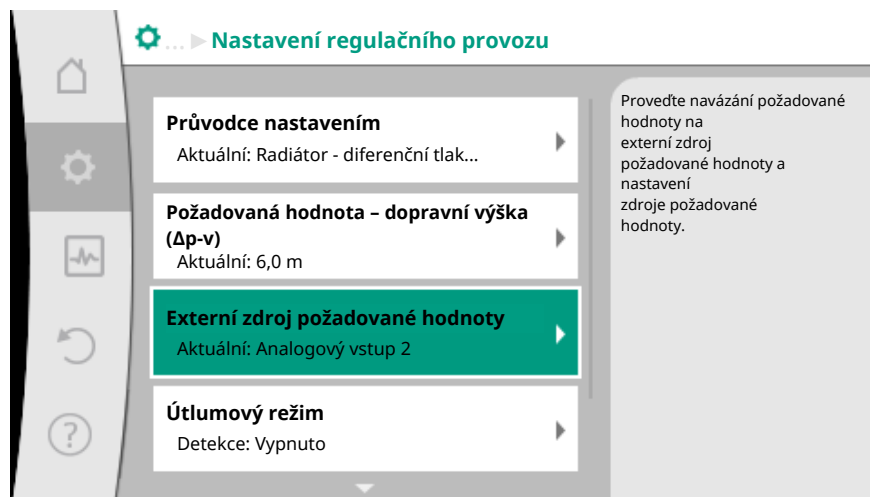 ... ▶ Nastavení regulačního provozu
Průvodce nastavením
Aktuální: Radiátor - diferenční tlak...
Požadovaná hodnota – dopravní výška
(Δp-v)
Aktuální: 6,0 m
Externí zdroj požadované hodnoty
Aktuální: Analogový vstup 2
Útlumový režim
Detekce: Vypnuto
Proveďte navázání požadované
hodnoty na
externí zdroj
požadované hodnoty a
nastavení
zdroje požadované
hodnoty.
?